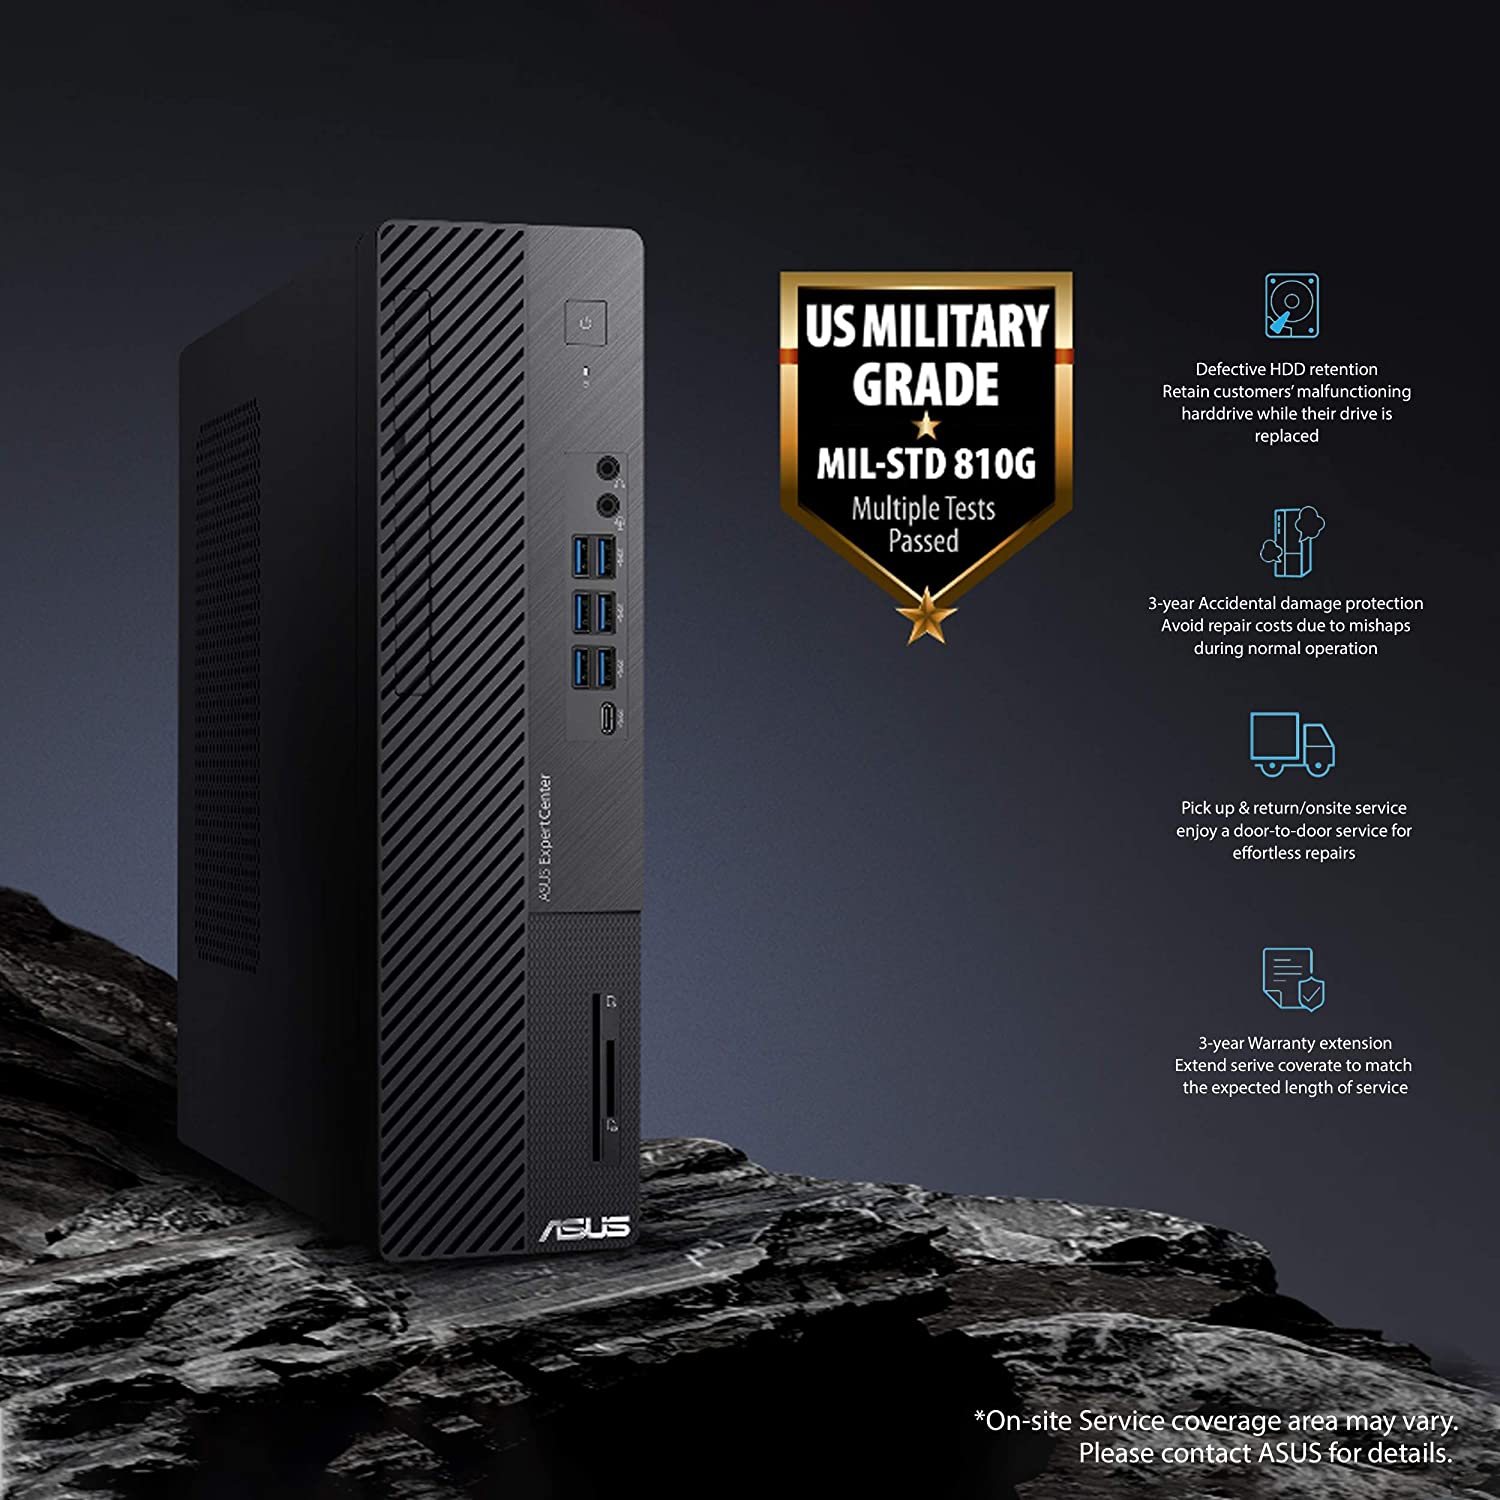 US MILITARY
GRADE
MIL-STD 810G
Multiple Tests
Passed
Defective HDD retention
Retain customers' malfunctioning
harddrive while their drive is
replaced
3-year Accidental damage protection
Avoid repair costs due to mishaps
during normal operation
Pick up & return/onsite service
enjoy a door-to-door service for
effortless repairs
3-year Warranty extension
Extend serive coverate to match
the expected length of service
ASUS ExpertCenter
ASUS
*On-site Service coverage area may vary.
Please contact ASUS for details.